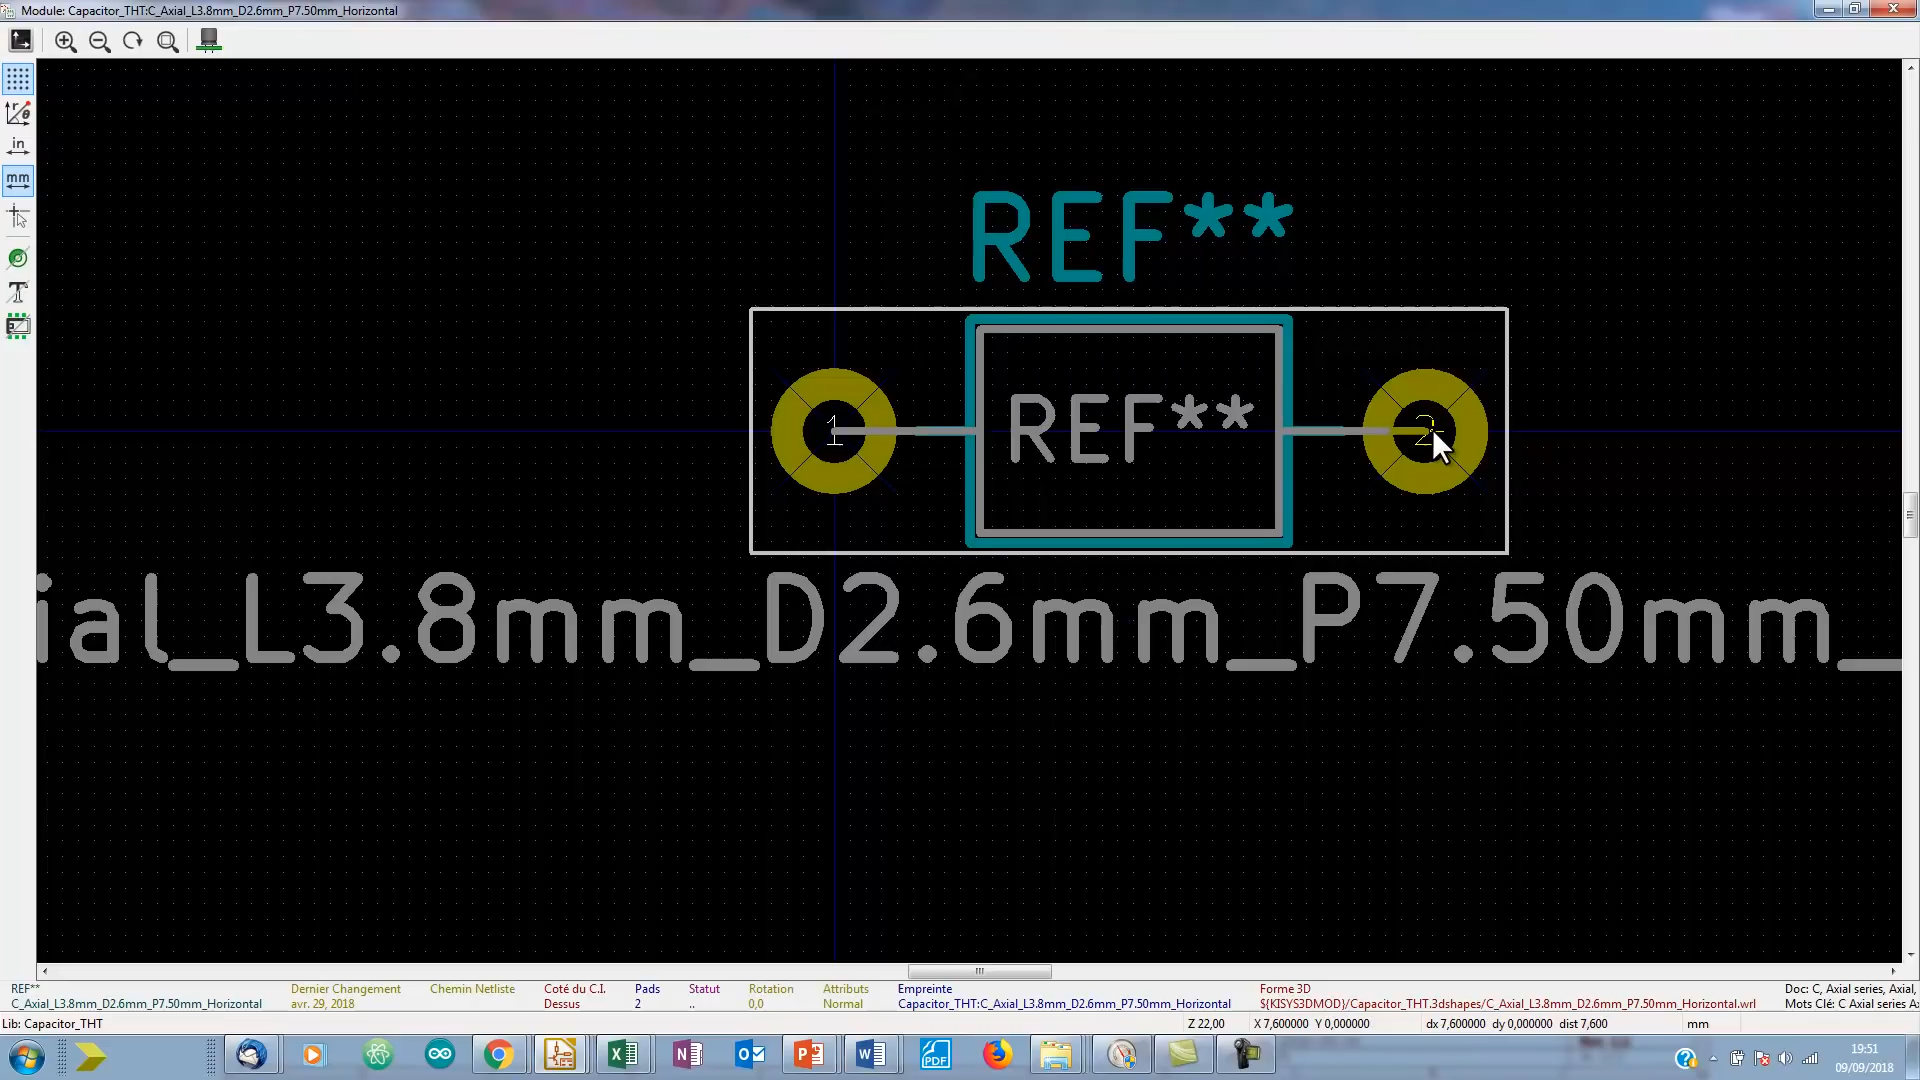 Module: Capacitor_THT:C_Axial_L3.8mm_D2.6mm_P7.50mm_Horizontal
in
mm
REF**
1
REF**
2
ial_L3.8mm_D2.6mm_P7.50mm_
REF** Dernier Changement Chemin Netliste Coté du C.I. Pads Statut Rotation Attributs Empreinte Forme 3D Doc: C, Axial series, Axial,
C_Axial_L3.8mm_D2.6mm_P7.50mm_Horizontal avr. 29, 2018 Dessus 2 .. 0,0 Normal Capacitor_THT:C_Axial_L3.8mm_D2.6mm_P7.50mm_Horizontal ${KISYS3DMOD}/Capacitor_THT.3dshapes/C_Axial_L3.8mm_D2.6mm_P7.50mm_Horizontal.wrl Mots Clé: C Axial series A
Lib: Capacitor_THT Z 22,00 X 7,600000 Y 0,000000 dx 7,600000 dy 0,000000 dist 7,600 mm
PDF
19:51
09/09/2018